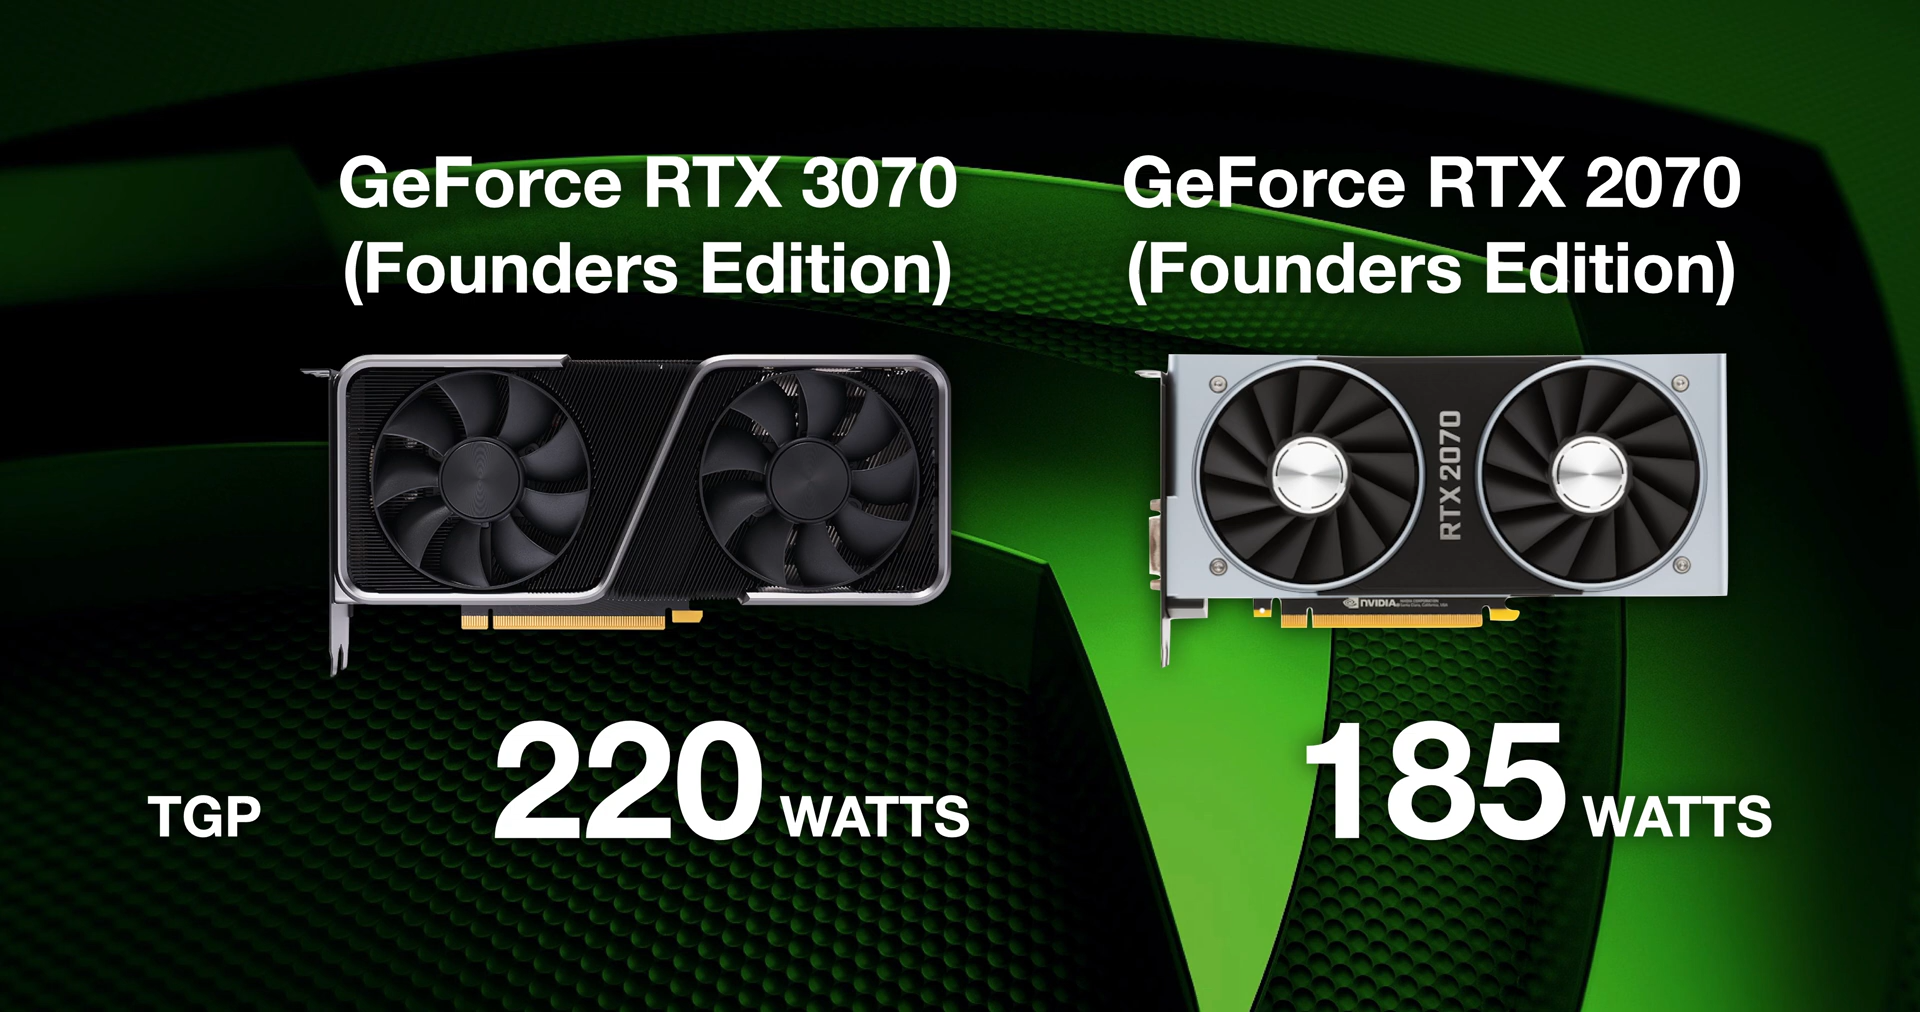 GeForce RTX 3070
(Founders Edition)
GeForce RTX 2070
(Founders Edition)
RTX 2070
NVIDIA
TGP
220 WATTS
185 WATTS